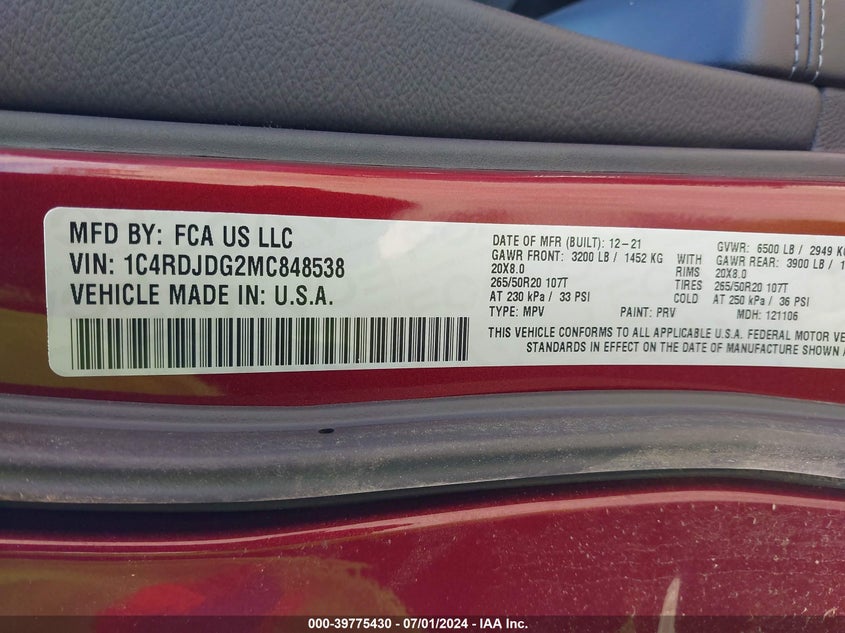 MFD BY: FCA US LLC
VIN: 1C4RDJDG2MC848538
VEHICLE MADE IN: U.S.A.
DATE OF MFR (BUILT): 12-21 GVWR: 6500 LB / 2949 KG
GAWR FRONT: 3200 LB / 1452 KG WITH GAWR REAR: 3900 LB / 1
20X8.0 RIMS 20X8.0
265/50R20 107T TIRES 265/50R20 107T
AT 230 kPa / 33 PSI COLD AT 250 kPa / 36 PSI
TYPE: MPV PAINT: PRV MDH: 121106
THIS VEHICLE CONFORMS TO ALL APPLICABLE U.S.A. FEDERAL MOTOR VE
STANDARDS IN EFFECT ON THE DATE OF MANUFACTURE SHOWN A
000-39775430 - 07/01/2024 - IAA Inc.